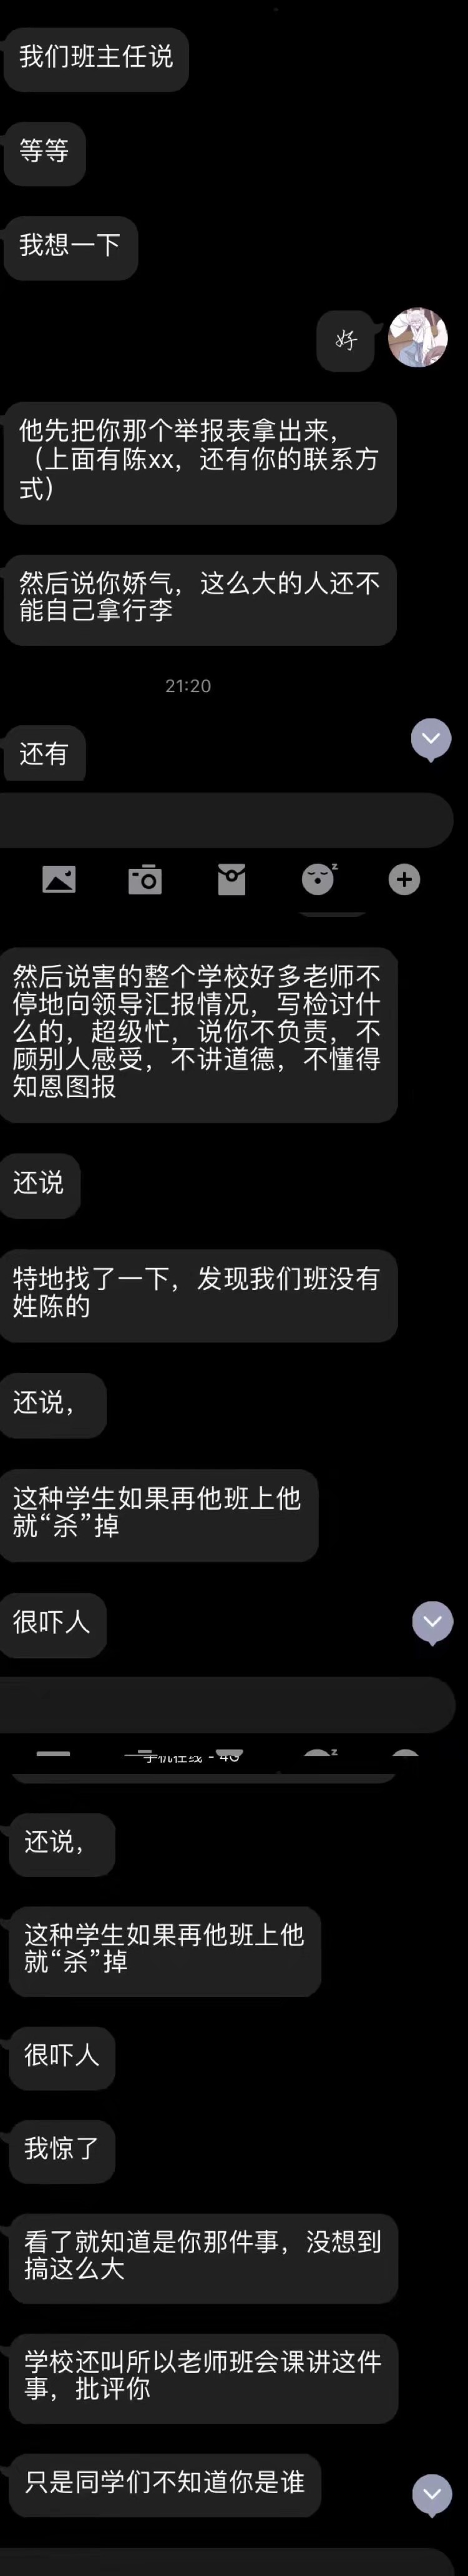 我们班主任说
等等
我想一下
好
他先把你那个举报表拿出来，
（上面有陈xx，还有你的联系方
式）
然后说你娇气，这么大的人还不
能自己拿行李
21:20
还有
z
然后说害的整个学校好多老师不
停地向领导汇报情况，写检讨什
么的，超级忙，说你不负责，不
顾别人感受，不讲道德，不懂得
知恩图报
还说
特地找了一下，发现我们班没有
姓陈的
还说，
这种学生如果再他班上他
就“杀”掉
很吓人
z
手机在线 - 4G
还说，
这种学生如果再他班上他
就“杀”掉
很吓人
我惊了
看了就知道是你那件事，没想到
搞这么大
学校还叫所以老师班会课讲这件
事，批评你
只是同学们不知道你是谁